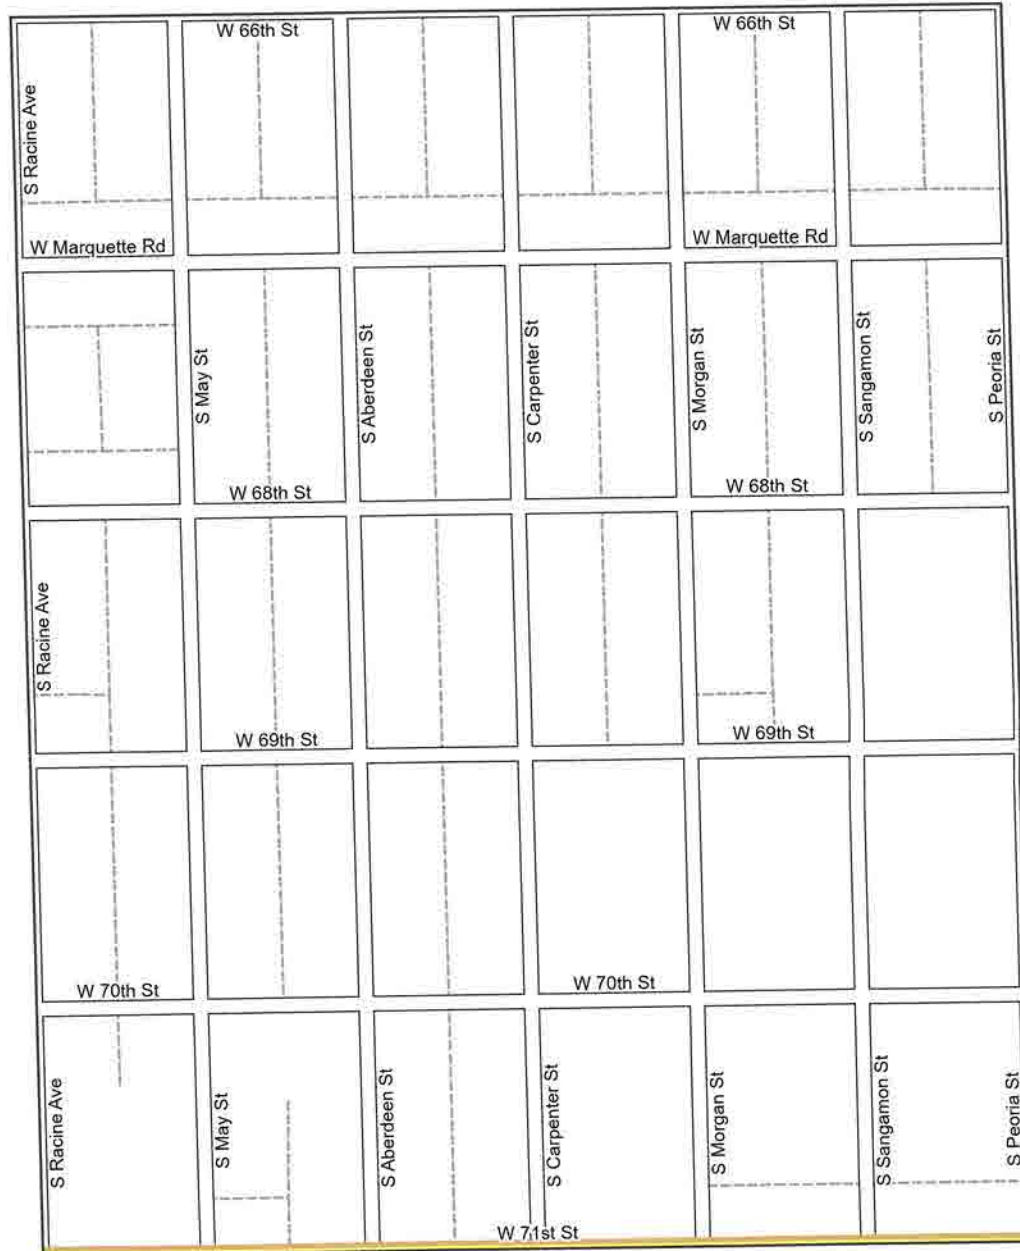 W 66th St
W 66th St
S Racine Ave
W Marquette Rd
W Marquette Rd
S May St
S Aberdeen St
S Carpenter St
S Morgan St
S Sangamon St
S Peoria St
W 68th St
W 68th St
S Racine Ave
W 69th St
W 69th St
W 70th St
W 70th St
S Racine Ave
S May St
S Aberdeen St
S Carpenter St
S Morgan St
S Sangamon St
S Peoria St
W 71st St